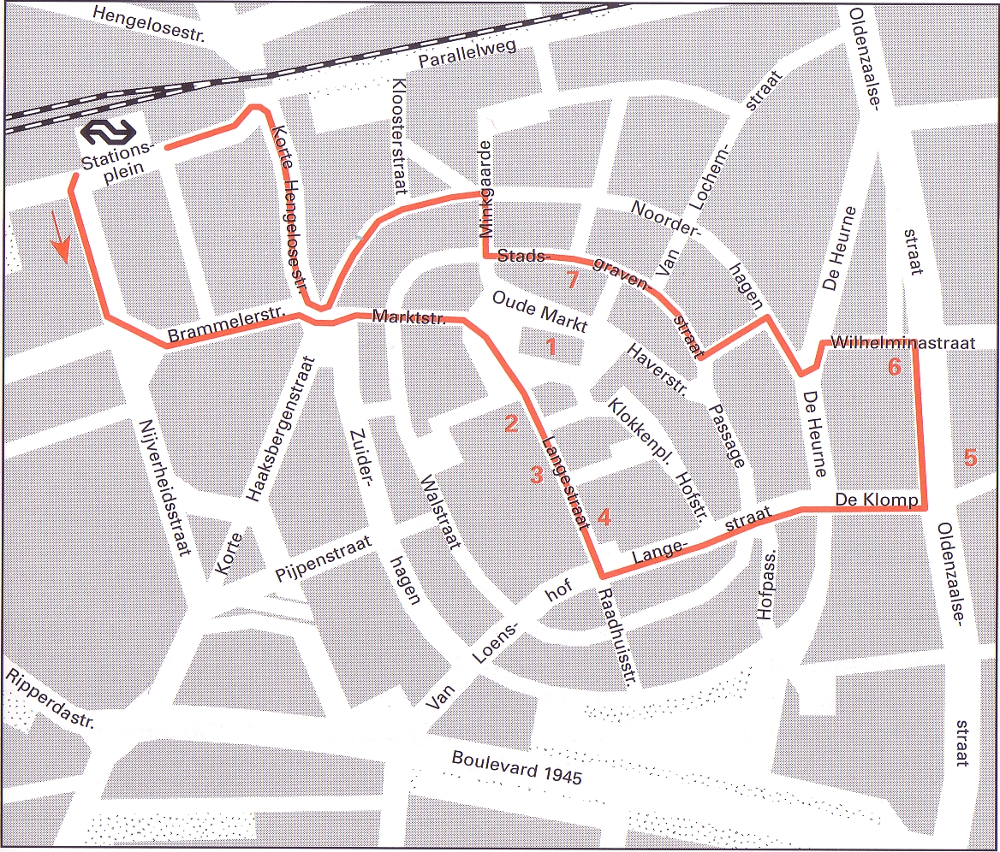 Hengelosestr.
Parallelweg
Oldenzaalse-
straat
Stations-
plein
Korte Hengelosestr.
Kloosterstraat
Minkgaarde
straat
Lochem-
Van
Noorder-
hagen
De Heurne
Stads-
graven-
straat
7
Oude Markt
1
Brammelerstr.
Marktstr.
Haverstr.
Wilhelminastraat
6
Nijverheidsstraat
Haaksbergenstraat
Korte
Zuider-
hagen
2
Klokkenpl.
Passage
De Heurne
3
Langestraat
4
5
Walstraat
Hofstr.
De Klomp
Lange-
straat
Pijpenstraat
Hofpass.
Oldenzaalse-
straat
hof
Loens-
Van
Raadhuisstr.
Ripperdastr.
Boulevard 1945